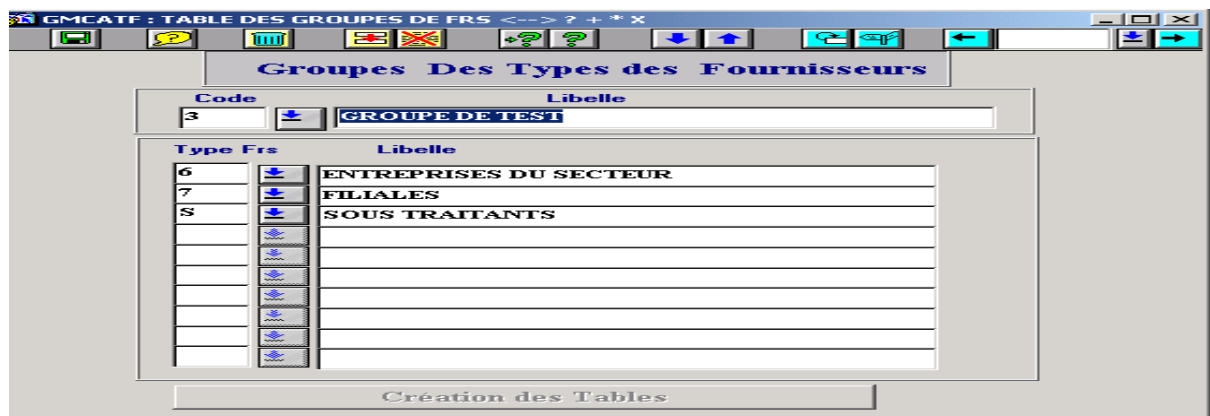 GMCATF : TABLE DES GROUPES DE FRS <--> ? + * X
Groupes Des Types des Fournisseurs
Code Libelle
3 GROUPE DE TEST
Type Frs Libelle
6 ENTREPRISES DU SECTEUR
7 FILIALES
S SOUS TRAITANTS
Création des Tables